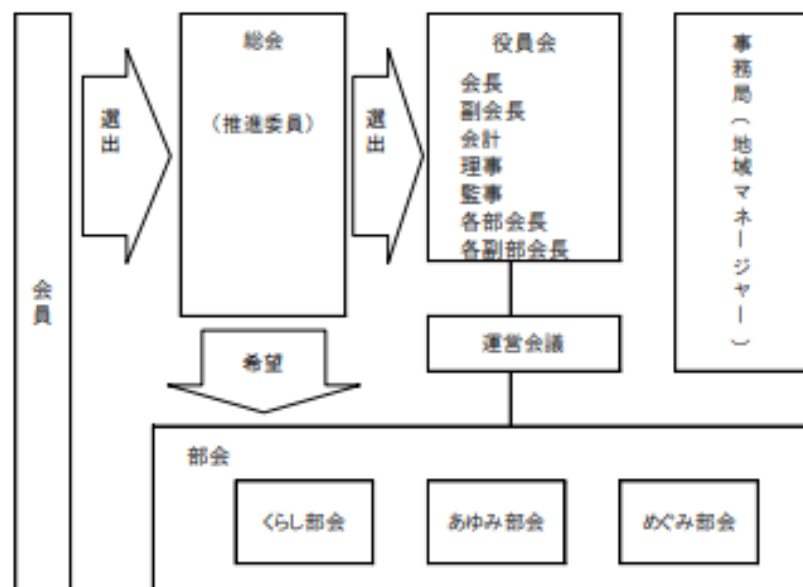 会員
選出
総会
（推進委員）
選出
役員会
会長
副会長
会計
理事
監事
各部会長
各副部会長
事務局（地域マネージャー）
希望
運営会議
部会
くらし部会
あゆみ部会
めぐみ部会